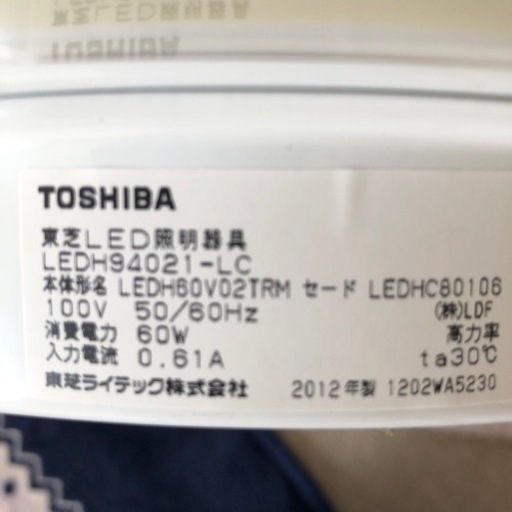 TOSHIBA
東芝LED照明器具
LEDH94021-LC
本体形名 LEDH60V02TRM セード LEDHC80106
100V 50/60Hz (株)LDF
消費電力 60W 高力率
入力電流 0.61A ta30℃
東芝ライテック株式会社 2012年製 1202WA5230